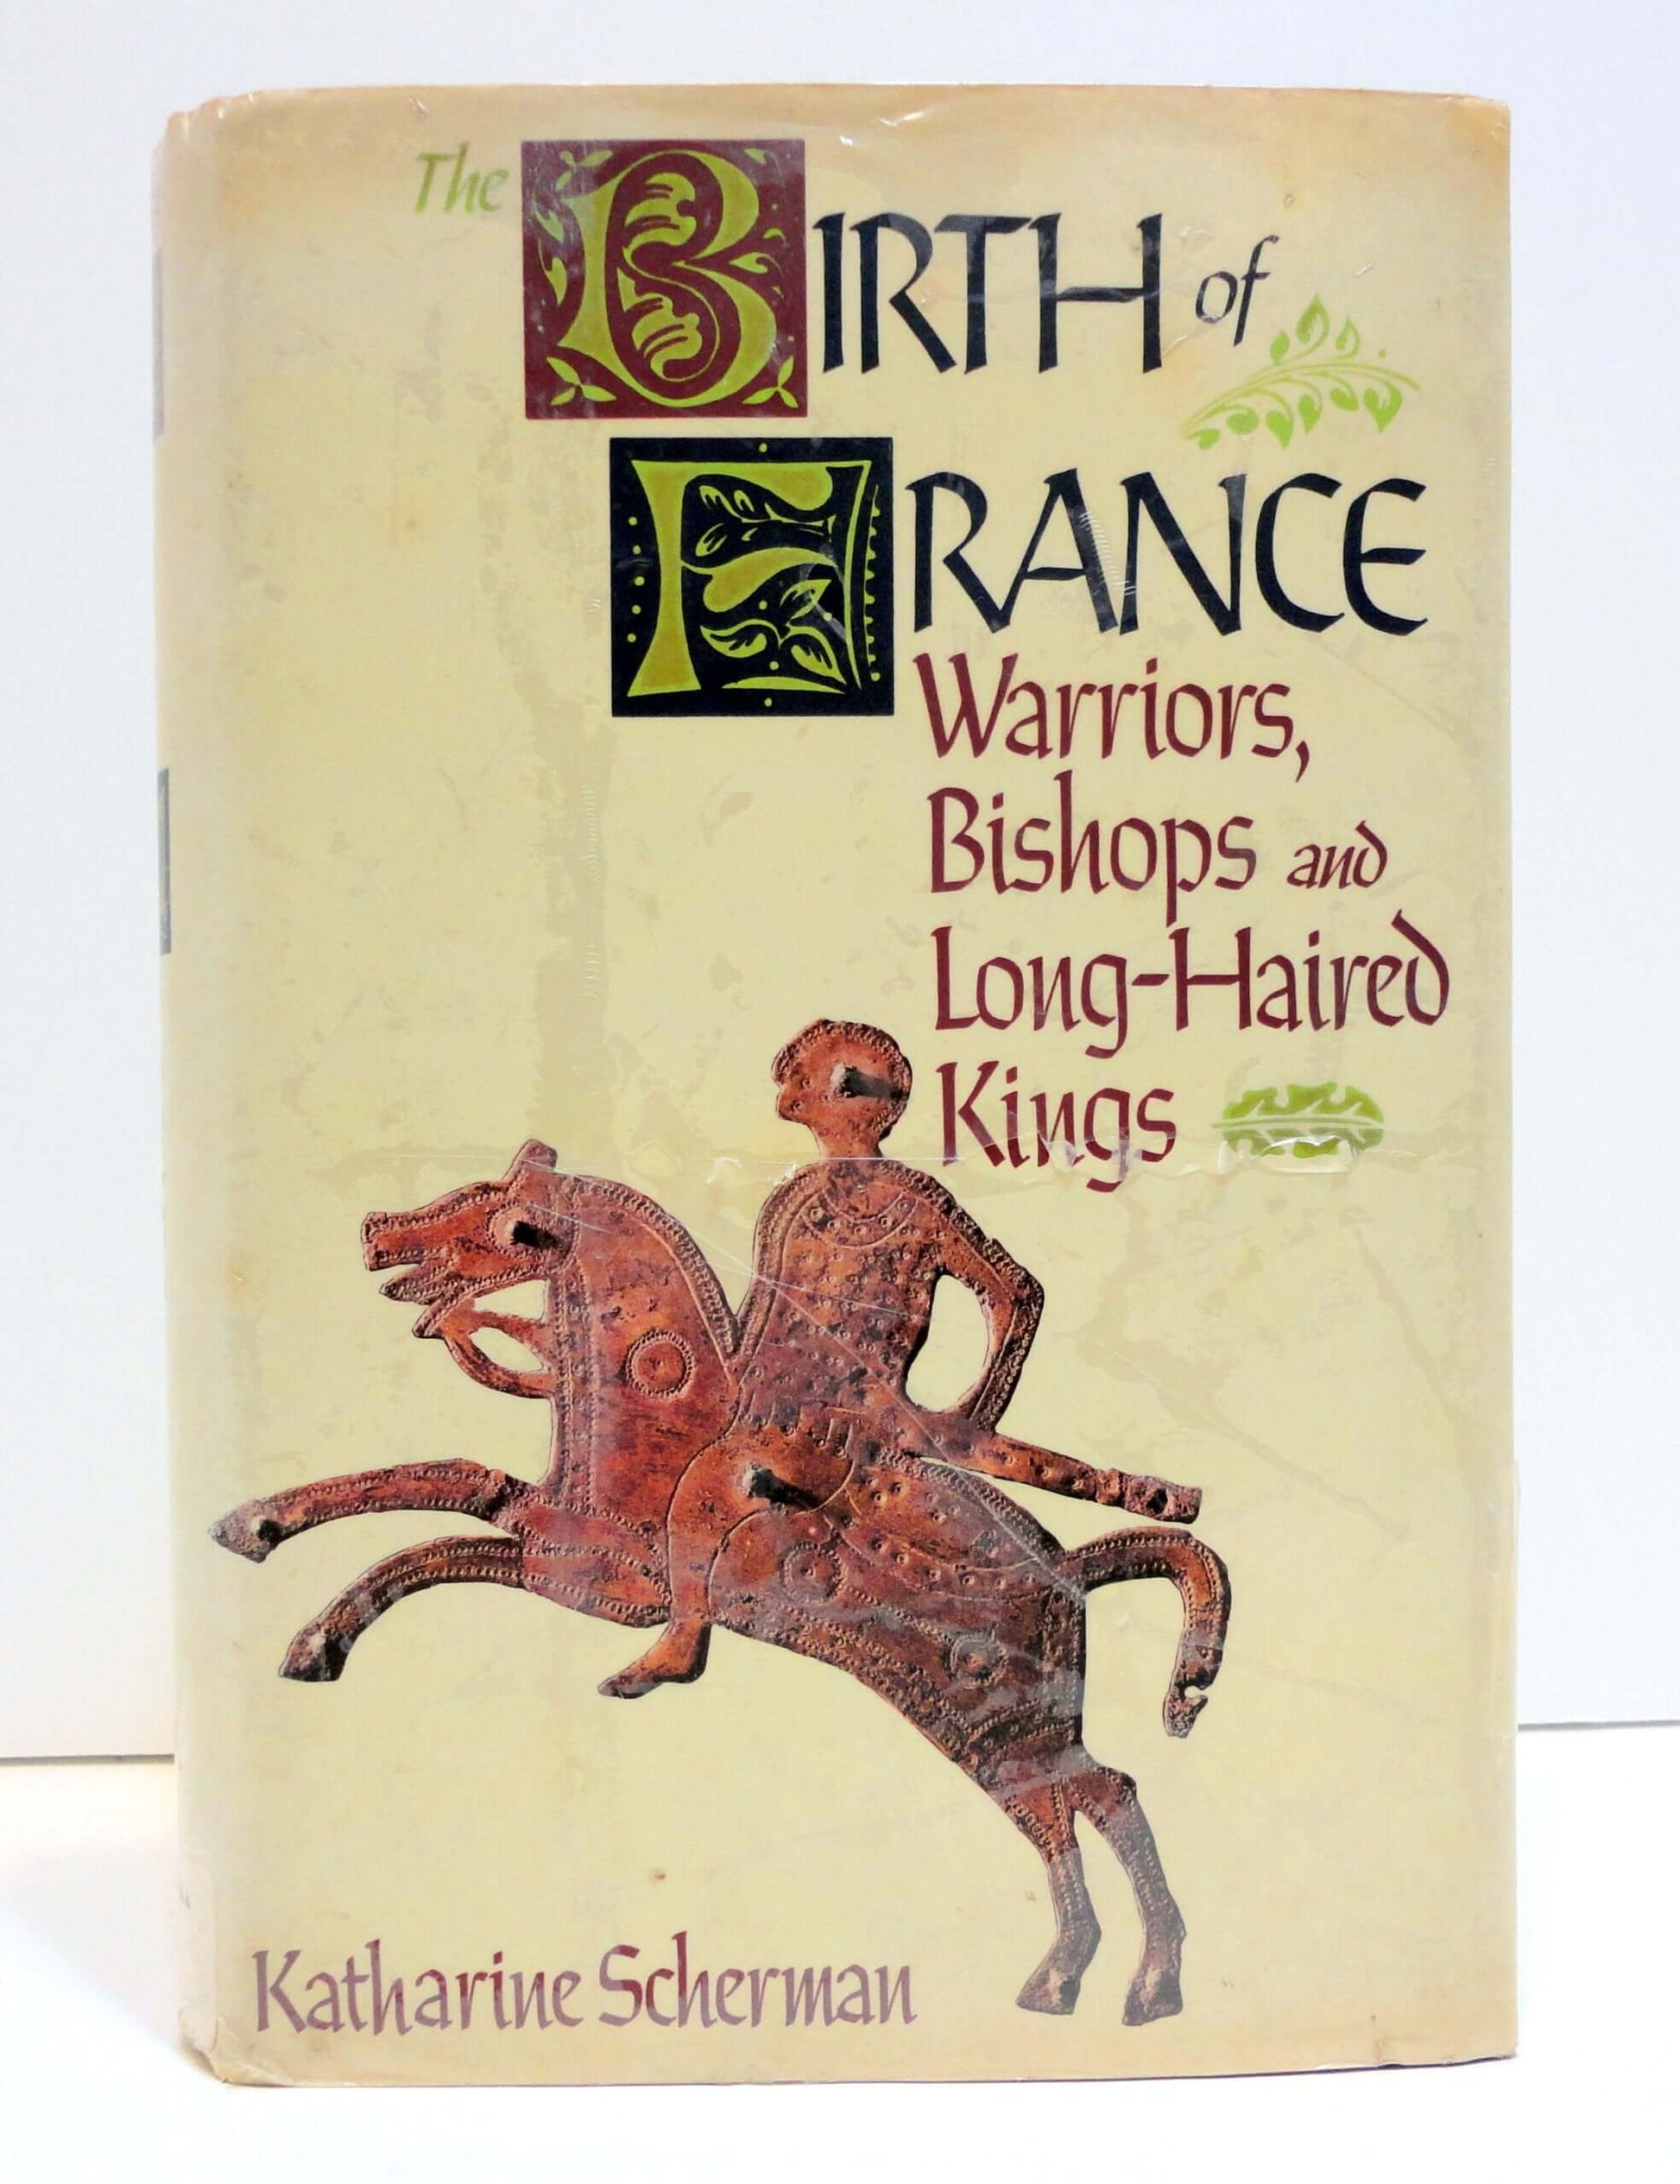 The BIRTH of
FRANCE
Warriors,
Bishops and
Long-Haired
Kings
Katharine Scherman